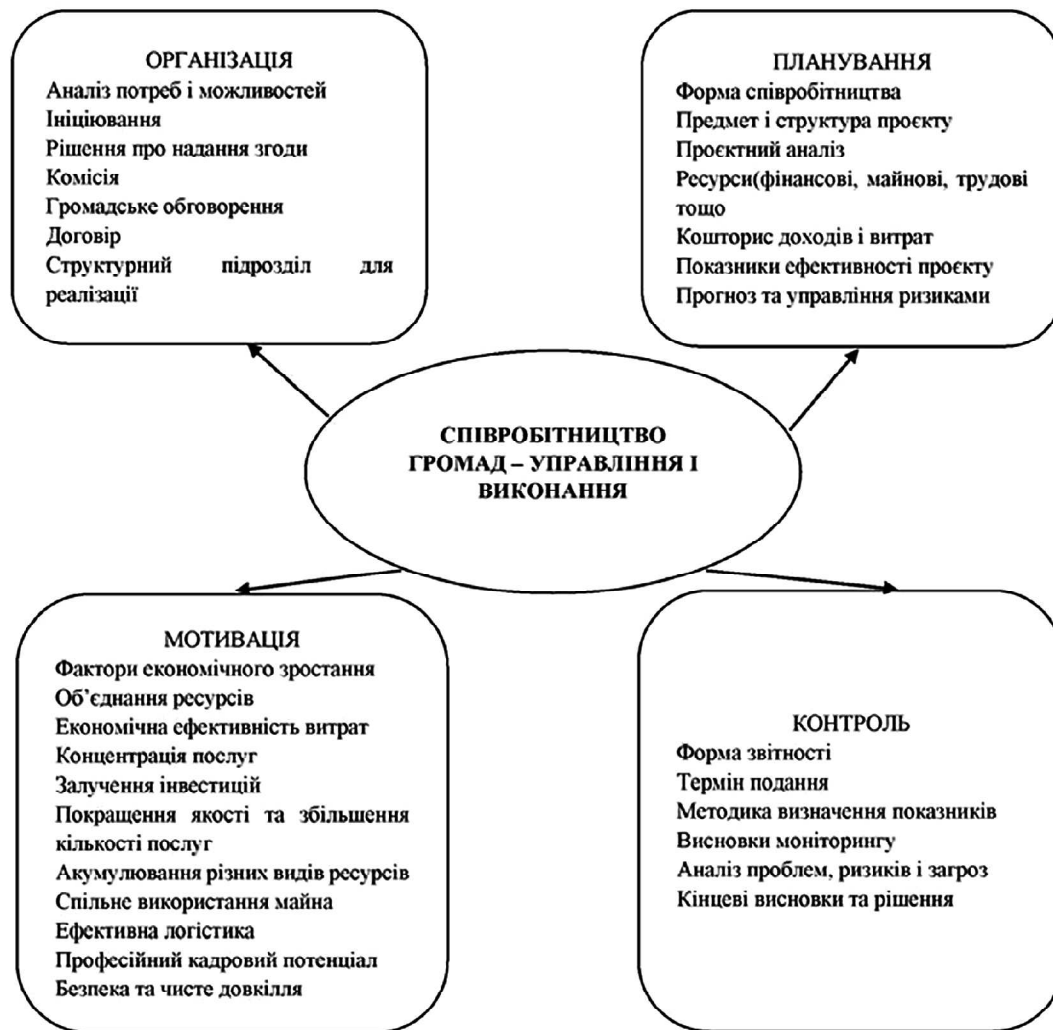 ОРГАНІЗАЦІЯ
Аналіз потреб і можливостей
Ініціювання
Рішення про надання згоди
Комісія
Громадське обговорення
Договір
Структурний підрозділ для
реалізації
ПЛАНУВАННЯ
Форма співробітництва
Предмет і структура проєкту
Проєктний аналіз
Ресурси(фінансові, майнові, трудові
тощо
Кошторис доходів і витрат
Показники ефективності проєкту
Прогноз та управління ризиками
СПІВРОБІТНИЦТВО
ГРОМАД – УПРАВЛІННЯ І
ВИКОНАННЯ
МОТИВАЦІЯ
Фактори економічного зростання
Об’єднання ресурсів
Економічна ефективність витрат
Концентрація послуг
Залучення інвестицій
Покращення якості та збільшення
кількості послуг
Акумулювання різних видів ресурсів
Спільне використання майна
Ефективна логістика
Професійний кадровий потенціал
Безпека та чисте довкілля
КОНТРОЛЬ
Форма звітності
Термін подання
Методика визначення показників
Висновки моніторингу
Аналіз проблем, ризиків і загроз
Кінцеві висновки та рішення